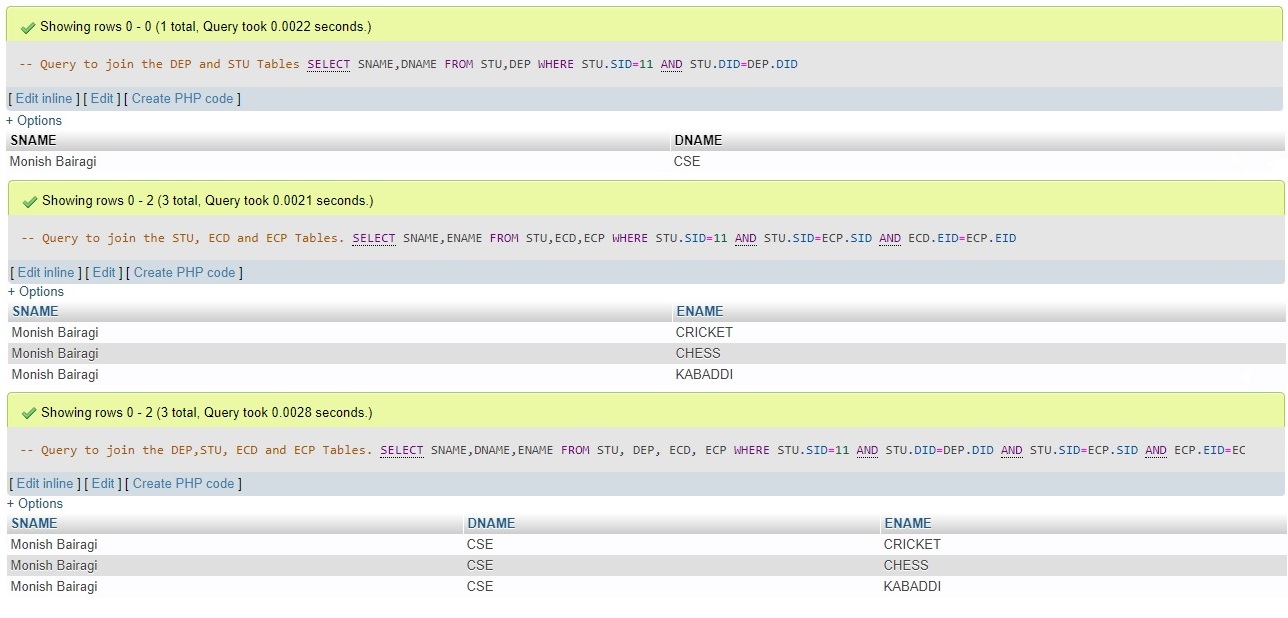 Showing rows 0 - 0 (1 total, Query took 0.0022 seconds.)
-- Query to join the DEP and STU Tables SELECT SNAME,DNAME FROM STU,DEP WHERE STU.SID=11 AND STU.DID=DEP.DID
[ Edit inline ] [ Edit ] [ Create PHP code ]
+ Options
SNAME DNAME
Monish Bairagi CSE
Showing rows 0 - 2 (3 total, Query took 0.0021 seconds.)
-- Query to join the STU, ECD and ECP Tables. SELECT SNAME,ENAME FROM STU,ECD,ECP WHERE STU.SID=11 AND STU.SID=ECP.SID AND ECD.EID=ECP.EID
[ Edit inline ] [ Edit ] [ Create PHP code ]
+ Options
SNAME ENAME
Monish Bairagi CRICKET
Monish Bairagi CHESS
Monish Bairagi KABADDI
Showing rows 0 - 2 (3 total, Query took 0.0028 seconds.)
-- Query to join the DEP,STU, ECD and ECP Tables. SELECT SNAME,DNAME,ENAME FROM STU, DEP, ECD, ECP WHERE STU.SID=11 AND STU.DID=DEP.DID AND STU.SID=ECP.SID AND ECP.EID=EC
[ Edit inline ] [ Edit ] [ Create PHP code ]
+ Options
SNAME DNAME ENAME
Monish Bairagi CSE CRICKET
Monish Bairagi CSE CHESS
Monish Bairagi CSE KABADDI